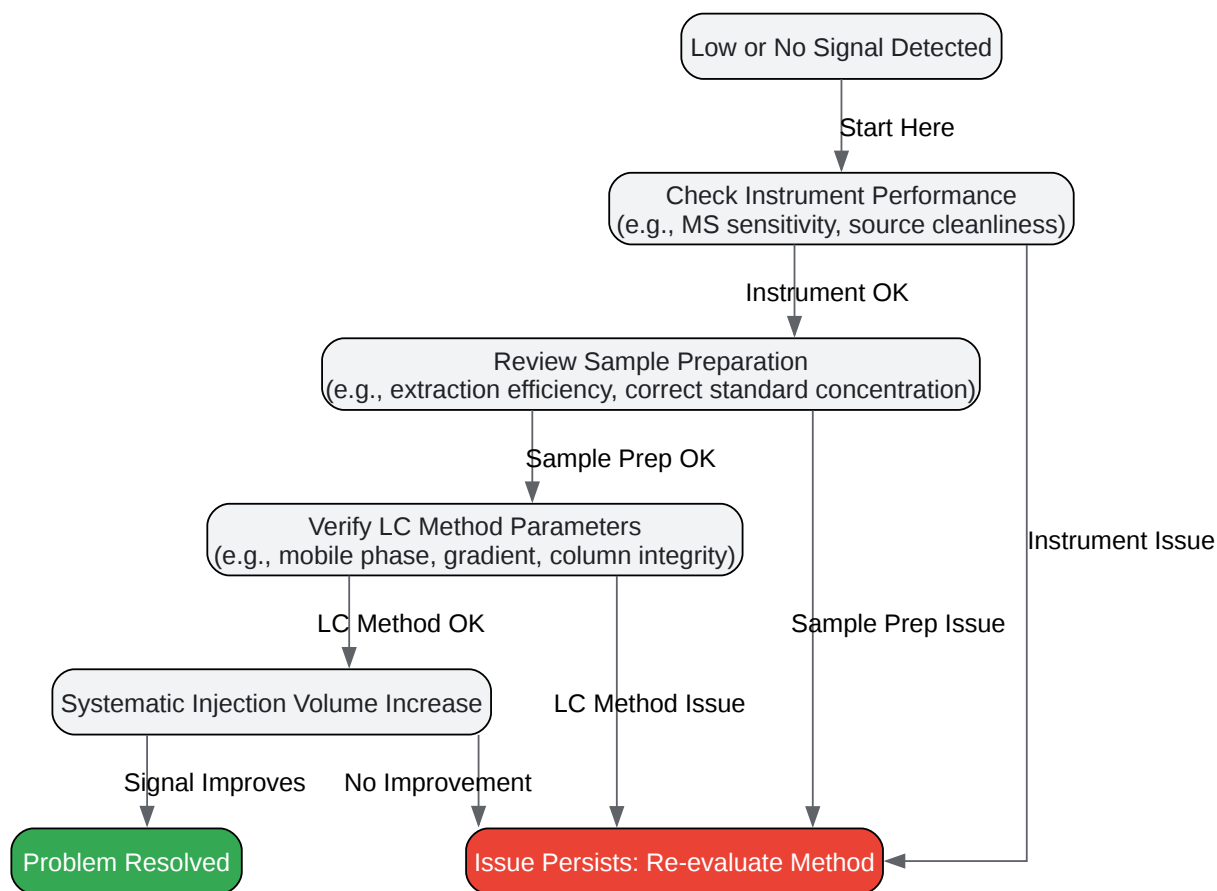 Low or No Signal Detected
Start Here
Check Instrument Performance
(e.g., MS sensitivity, source cleanliness)
Instrument OK
Review Sample Preparation
(e.g., extraction efficiency, correct standard concentration)
Sample Prep OK
Verify LC Method Parameters
(e.g., mobile phase, gradient, column integrity)
Instrument Issue
LC Method OK
Sample Prep Issue
Systematic Injection Volume Increase
LC Method Issue
Signal Improves
No Improvement
Problem Resolved
Issue Persists: Re-evaluate Method